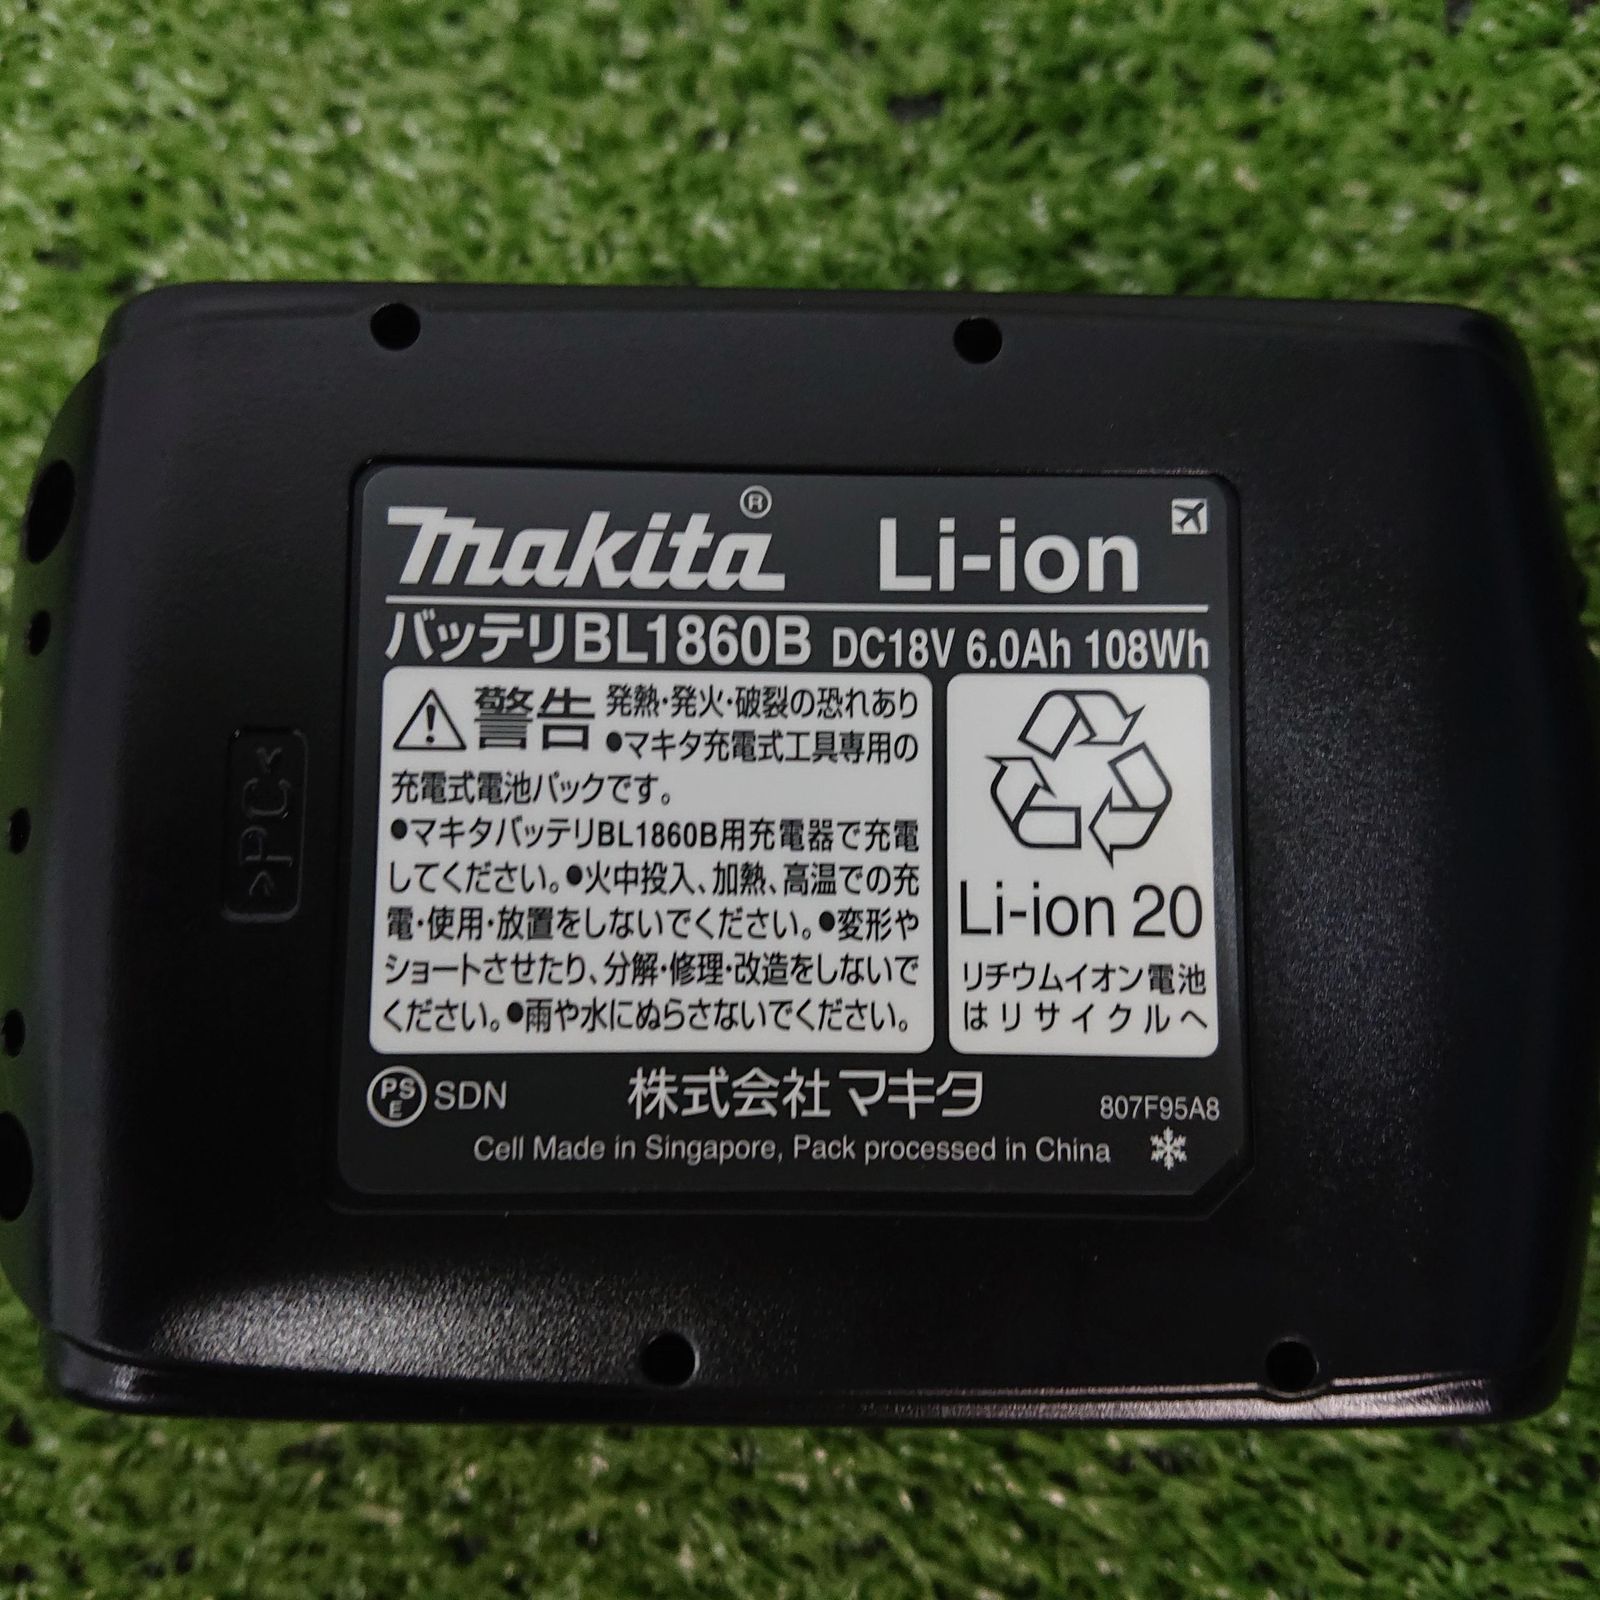 makita® Li-ion
バッテリBL1860B DC18V 6.0Ah 108Wh
警告 発熱・発火・破裂の恐れあり
●マキタ充電式工具専用の
充電式電池パックです。
●マキタバッテリBL1860B用充電器で充電
してください。●火中投入、加熱、高温での充
電・使用・放置をしないでください。●変形や
ショートさせたり、分解・修理・改造をしないで
ください。●雨や水にぬらさないでください。
Li-ion 20
リチウムイオン電池
はリサイクルへ
PSE SDN 株式会社マキタ 807F95A8
Cell Made in Singapore, Pack processed in China
>PC<